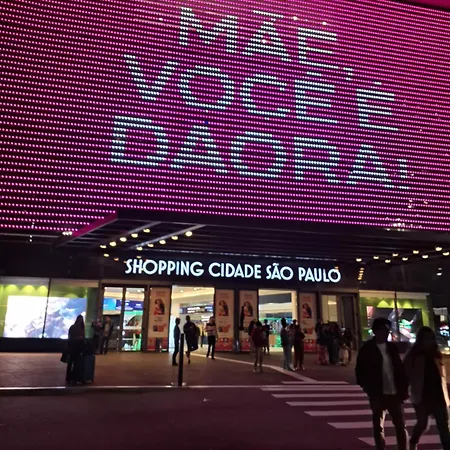 MÃE,
VOCÊ É
DAORA!
SHOPPING CIDADE SÃO PAULO